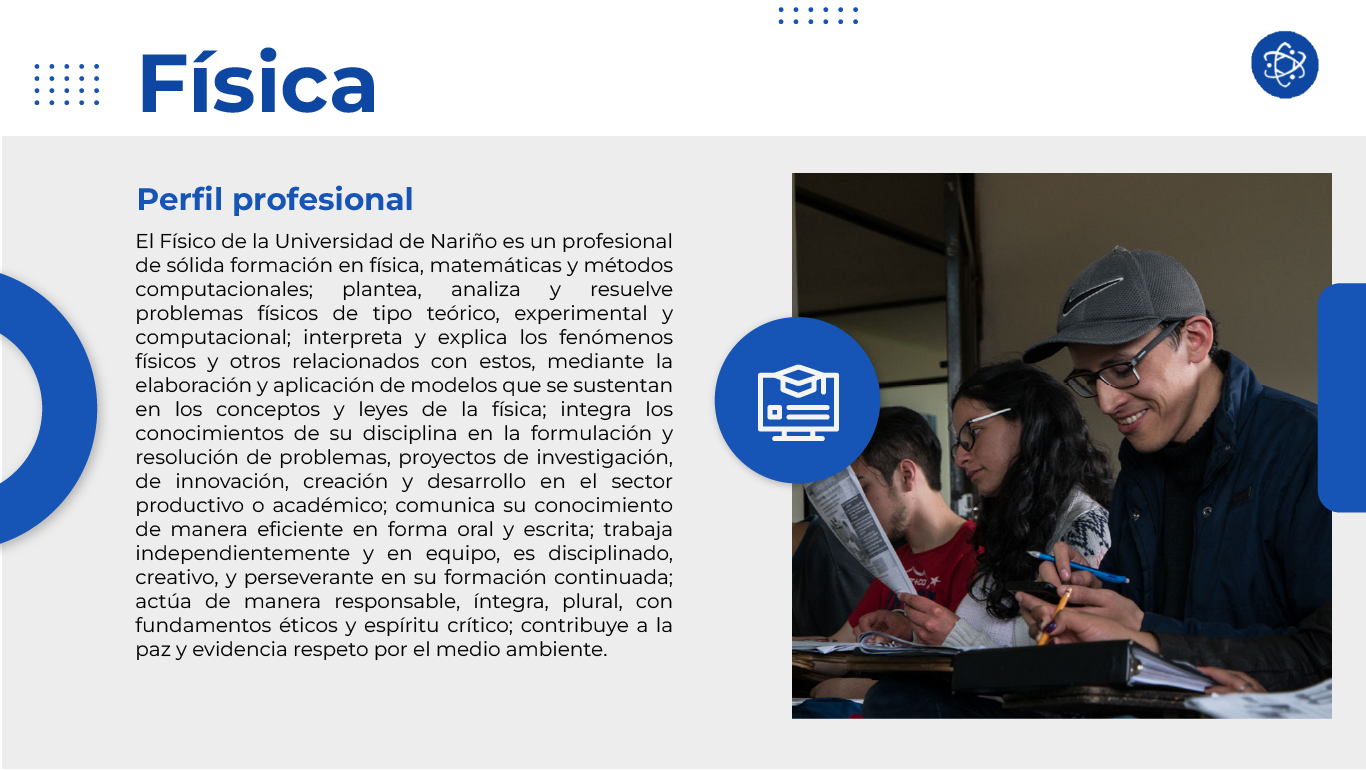 Física
Perfil profesional
El Físico de la Universidad de Nariño es un profesional
de sólida formación en física, matemáticas y métodos
computacionales; plantea, analiza y resuelve
problemas físicos de tipo teórico, experimental y
computacional; interpreta y explica los fenómenos
físicos y otros relacionados con estos, mediante la
elaboración y aplicación de modelos que se sustentan
en los conceptos y leyes de la física; integra los
conocimientos de su disciplina en la formulación y
resolución de problemas, proyectos de investigación,
de innovación, creación y desarrollo en el sector
productivo o académico; comunica su conocimiento
de manera eficiente en forma oral y escrita; trabaja
independientemente y en equipo, es disciplinado,
creativo, y perseverante en su formación continuada;
actúa de manera responsable, íntegra, plural, con
fundamentos éticos y espíritu crítico; contribuye a la
paz y evidencia respeto por el medio ambiente.